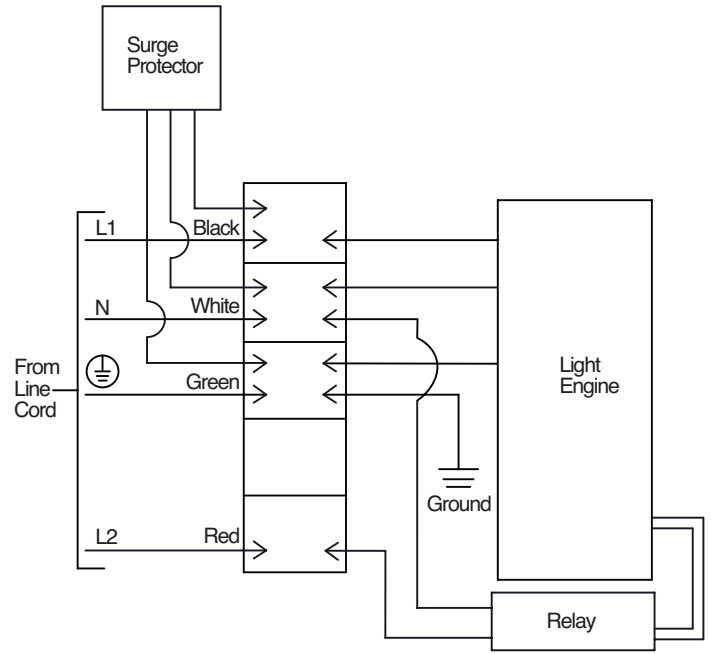 Surge
Protector
L1
Black
N
White
From
Line
Cord
Green
Light
Engine
Ground
L2
Red
Relay